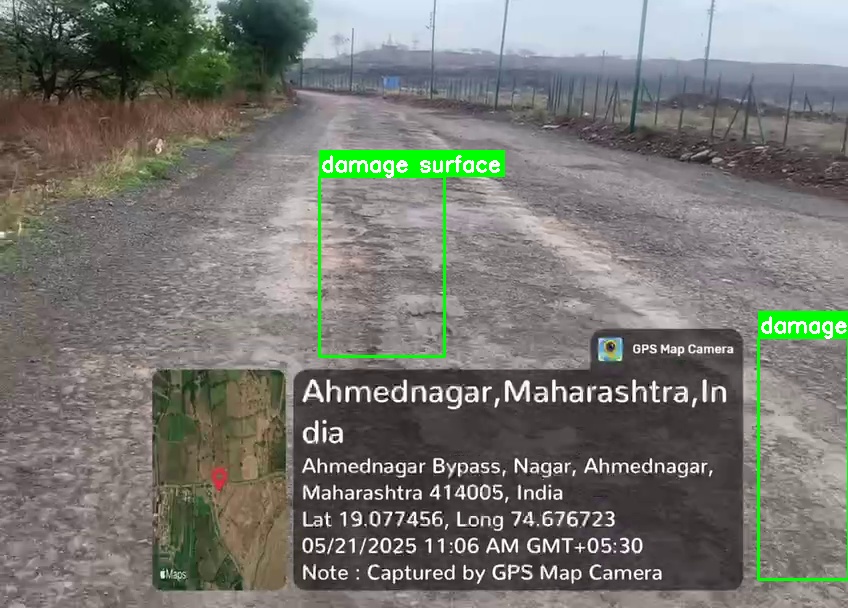 damage surface
damage
GPS Map Camera
Ahmednagar,Maharashtra,In
dia
Ahmednagar Bypass, Nagar, Ahmednagar,
Maharashtra 414005, India
Lat 19.077456, Long 74.676723
05/21/2025 11:06 AM GMT+05:30
Note : Captured by GPS Map Camera
Maps